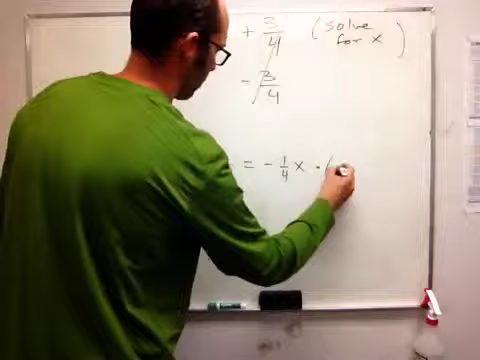 + 3/4 (solve for x)
- 3/4
= - 1/4 x · (